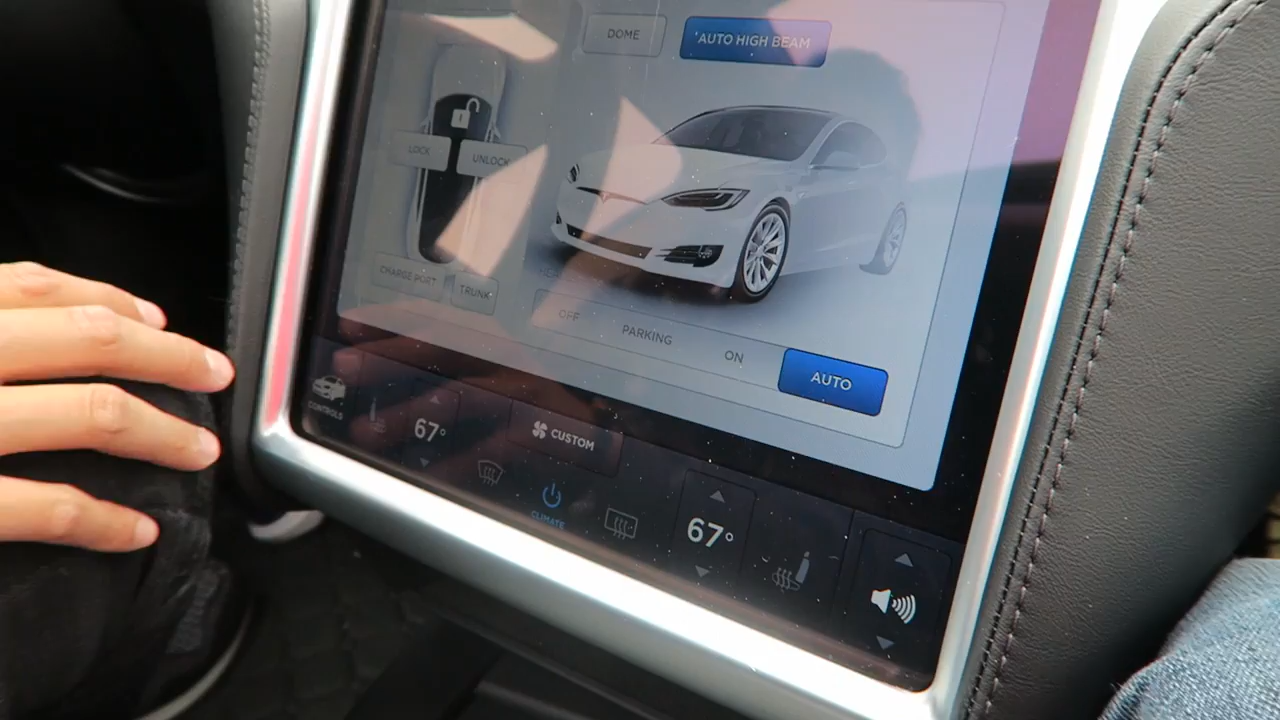 DOME
AUTO HIGH BEAM
LOCK
UNLOCK
CHARGE PORT
TRUNK
OFF
PARKING
ON
AUTO
CONTROLS
67°
CUSTOM
CLIMATE
67°